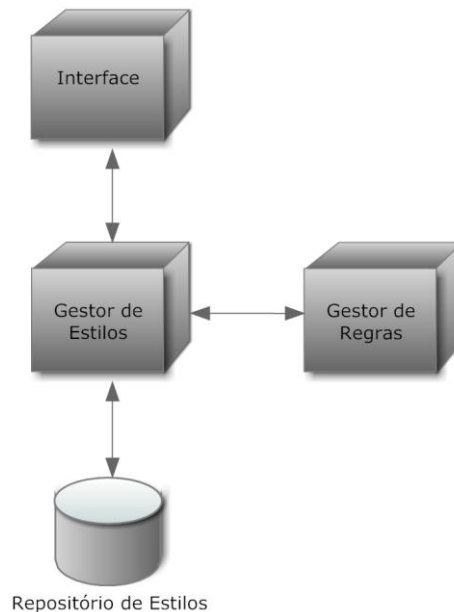 Interface
Gestor de
Estilos
Gestor de
Regras
Repositório de Estilos